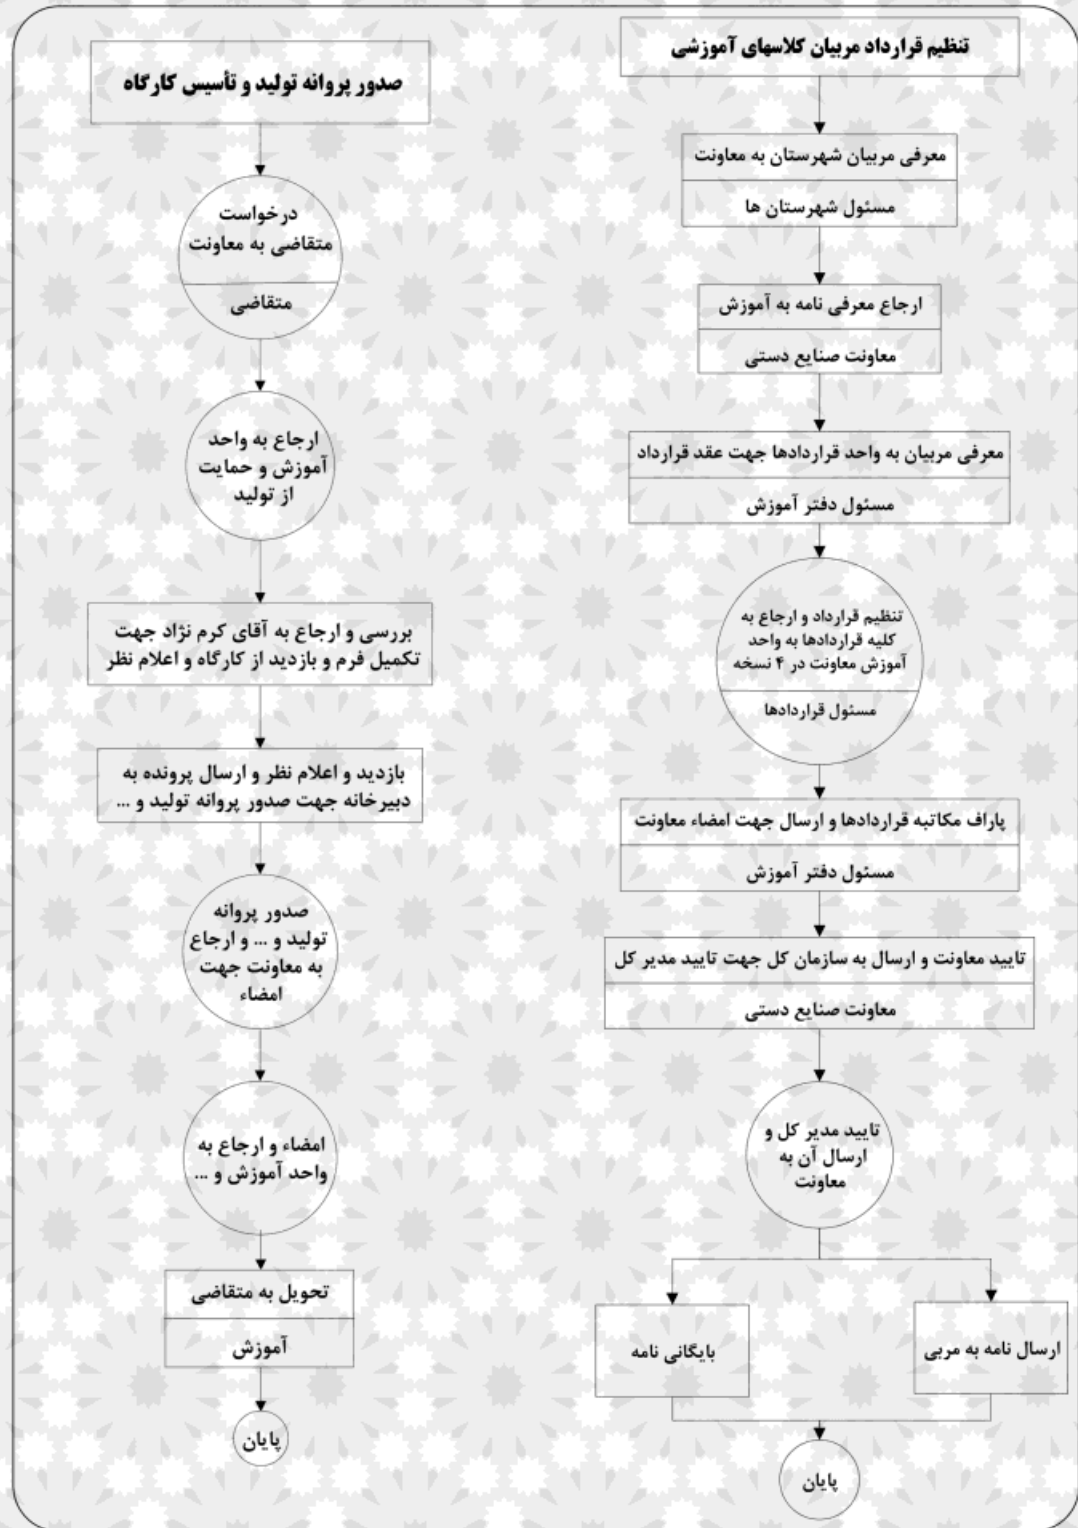 تنظیم قرارداد مربیان کلاسهای آموزشی
معرفی مربیان شهرستان به معاونت
مسئول شهرستان ها
ارجاع معرفی نامه به آموزش
معاونت صنایع دستی
معرفی مربیان به واحد قراردادها جهت عقد قرارداد
مسئول دفتر آموزش
تنظیم قرارداد و ارجاع به
کلیه قراردادها به واحد
آموزش معاونت در ۴ نسخه
مسئول قراردادها
پاراف مکاتبه قراردادها و ارسال جهت امضاء معاونت
مسئول دفتر آموزش
تایید معاونت و ارسال به سازمان کل جهت تایید مدیر کل
معاونت صنایع دستی
تایید مدیر کل و
ارسال آن به
معاونت
ارسال نامه به مربی
بایگانی نامه
پایان
صدور پروانه تولید و تأسیس کارگاه
درخواست
متقاضی به معاونت
متقاضی
ارجاع به واحد
آموزش و حمایت
از تولید
بررسی و ارجاع به آقای کرم نژاد جهت
تکمیل فرم و بازدید از کارگاه و اعلام نظر
بازدید و اعلام نظر و ارسال پرونده به
دبیرخانه جهت صدور پروانه تولید و ...
صدور پروانه
تولید و ... و ارجاع
به معاونت جهت
امضاء
امضاء و ارجاع به
واحد آموزش و ...
تحویل به متقاضی
آموزش
پایان